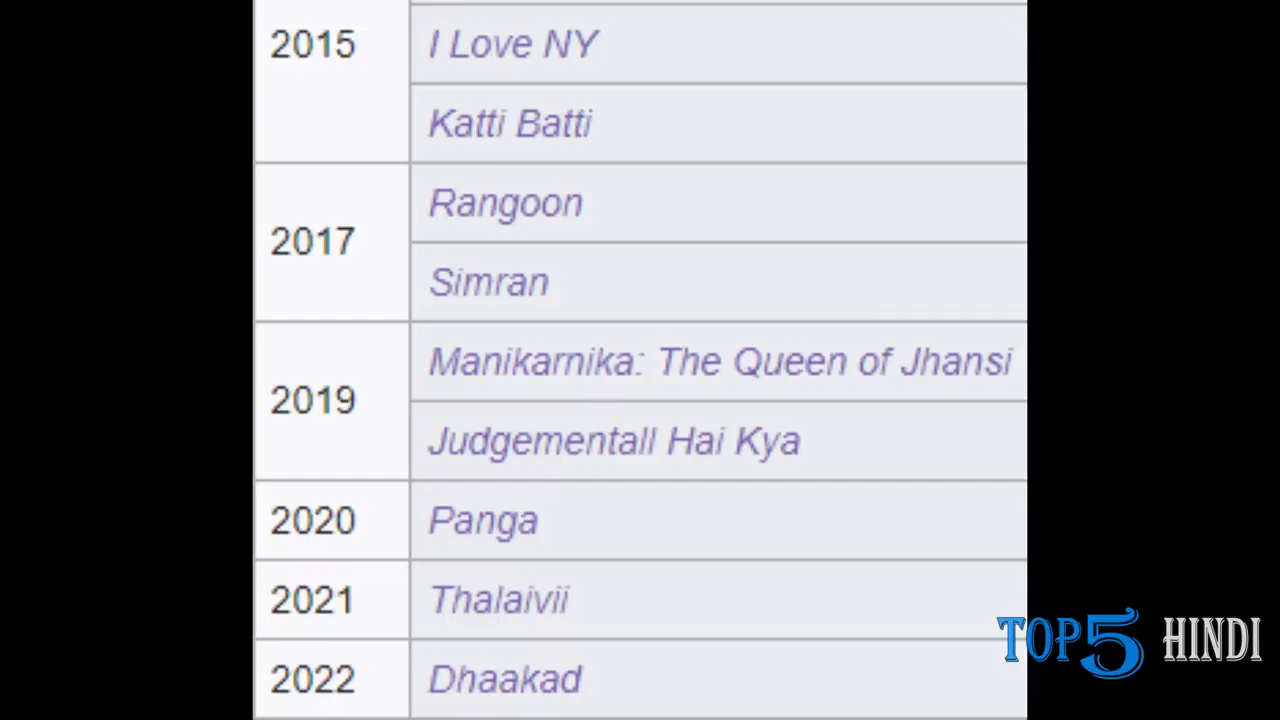 2015
I Love NY
Katti Batti
2017
Rangoon
Simran
2019
Manikarnika: The Queen of Jhansi
Judgementall Hai Kya
2020 Panga
2021 Thalaivii
2022 Dhaakad
TOP5 HINDI